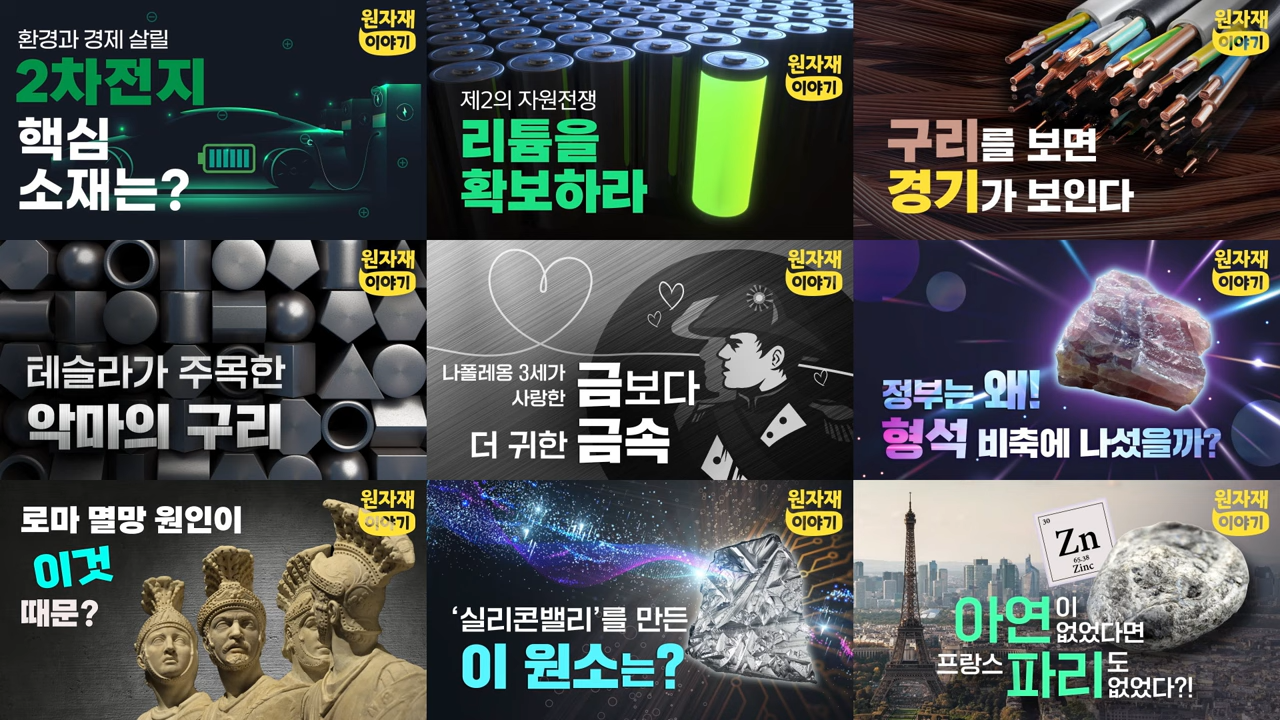 환경과 경제 살릴
2차전지
핵심
소재는?
원자재
이야기
제2의 자원전쟁
리튬을
확보하라
원자재
이야기
구리를 보면
경기가 보인다
원자재
이야기
테슬라가 주목한
악마의 구리
원자재
이야기
나폴레옹 3세가
사랑한
금보다
더 귀한 금속
원자재
이야기
정부는 왜!
형석 비축에 나섰을까?
원자재
이야기
로마 멸망 원인이
이것
때문?
원자재
이야기
'실리콘밸리'를 만든
이 원소는?
원자재
이야기
30
Zn
65.38
Zinc
아연이
없었다면
프랑스 파리도
없었다?!
원자재
이야기